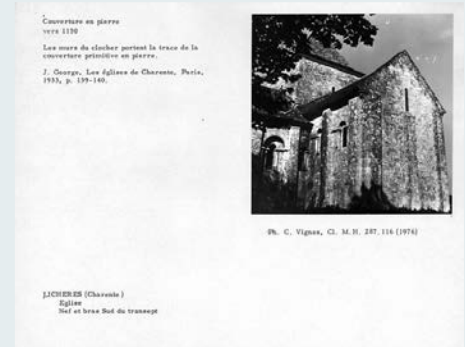 Couverture en pierre
vers 1150
Les murs du clocher portent la trace de la
couverture primitive en pierre.
J. George, Les églises de Charente, Paris,
1933, p. 139-140.
Ph. C. Vignes, Cl. M.H. 287.116 (1976)
LICHERES (Charente)
Eglise
Nef et bras Sud du transept